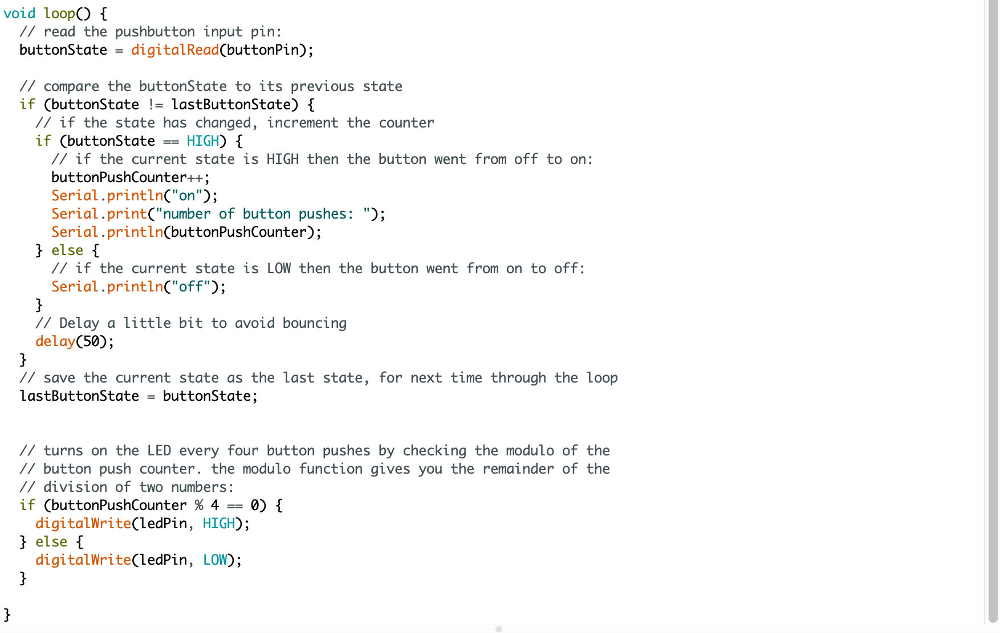 void loop() {
  // read the pushbutton input pin:
  buttonState = digitalRead(buttonPin);

  // compare the buttonState to its previous state
  if (buttonState != lastButtonState) {
    // if the state has changed, increment the counter
    if (buttonState == HIGH) {
      // if the current state is HIGH then the button went from off to on:
      buttonPushCounter++;
      Serial.println("on");
      Serial.print("number of button pushes: ");
      Serial.println(buttonPushCounter);
    } else {
      // if the current state is LOW then the button went from on to off:
      Serial.println("off");
    }
    // Delay a little bit to avoid bouncing
    delay(50);
  }
  // save the current state as the last state, for next time through the loop
  lastButtonState = buttonState;


  // turns on the LED every four button pushes by checking the modulo of the
  // button push counter. the modulo function gives you the remainder of the
  // division of two numbers:
  if (buttonPushCounter % 4 == 0) {
    digitalWrite(ledPin, HIGH);
  } else {
    digitalWrite(ledPin, LOW);
  }

}